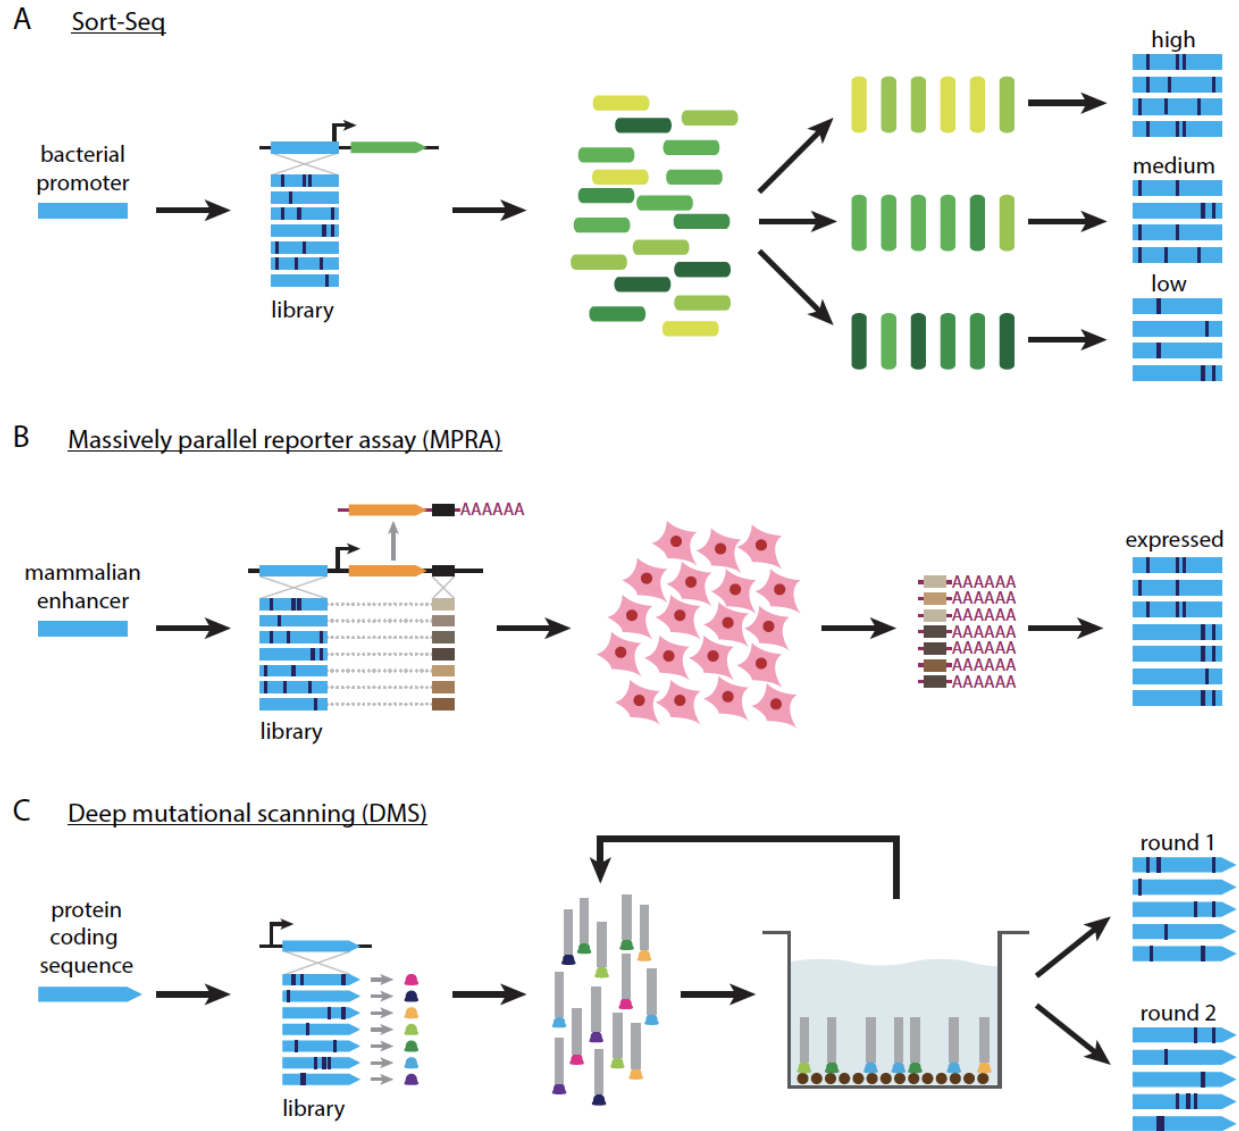 A Sort-Seq
bacterial
promoter
library
high
medium
low
B Massively parallel reporter assay (MPRA)
AAAAAA
mammalian
enhancer
library
AAAAAA
AAAAAA
AAAAAA
AAAAAA
AAAAAA
AAAAAA
AAAAAA
expressed
C Deep mutational scanning (DMS)
protein
coding
sequence
library
round 1
round 2